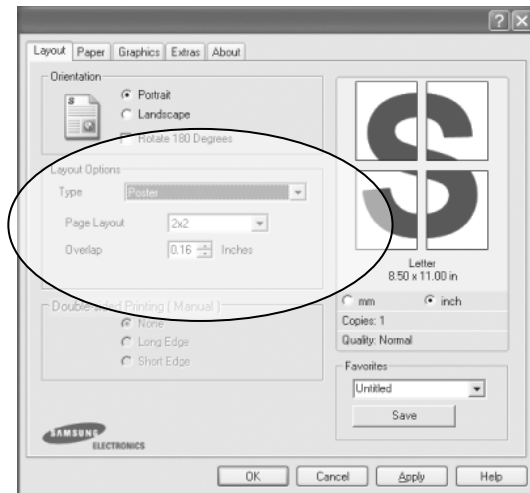 Layout Paper Graphics Extras About
Orientation
Portrait
Landscape
Rotate 180 Degrees
Layout Options
Type Poster
Page Layout 2x2
Overlap 0.16 Inches
Double-sided Printing ( Manual )
None
Long Edge
Short Edge
S
Letter
8.50 x 11.00 in
mm inch
Copies: 1
Quality: Normal
Favorites
Untitled
Save
SAMSUNG
ELECTRONICS
OK Cancel Apply Help